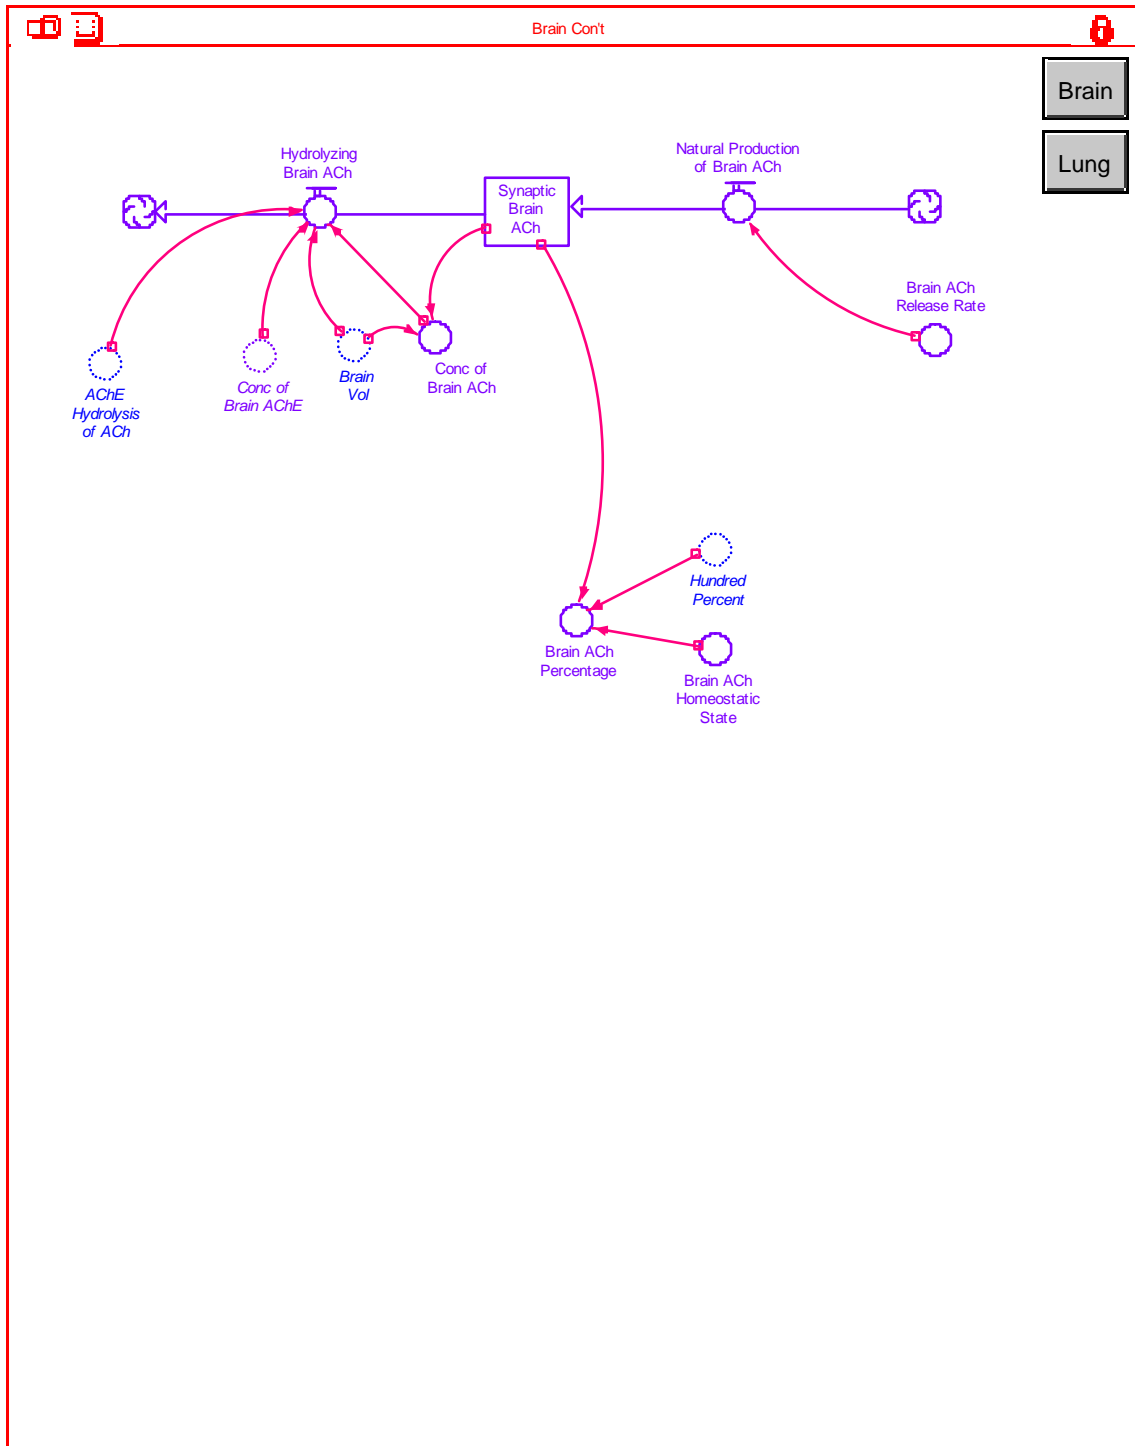 Brain Con't
Brain
Lung
Hydrolyzing
Brain ACh
Synaptic
Brain
ACh
Natural Production
of Brain ACh
Brain ACh
Release Rate
AChE
Hydrolysis
of ACh
Conc of
Brain AChE
Brain
Vol
Conc of
Brain ACh
Hundred
Percent
Brain ACh
Percentage
Brain ACh
Homeostatic
State